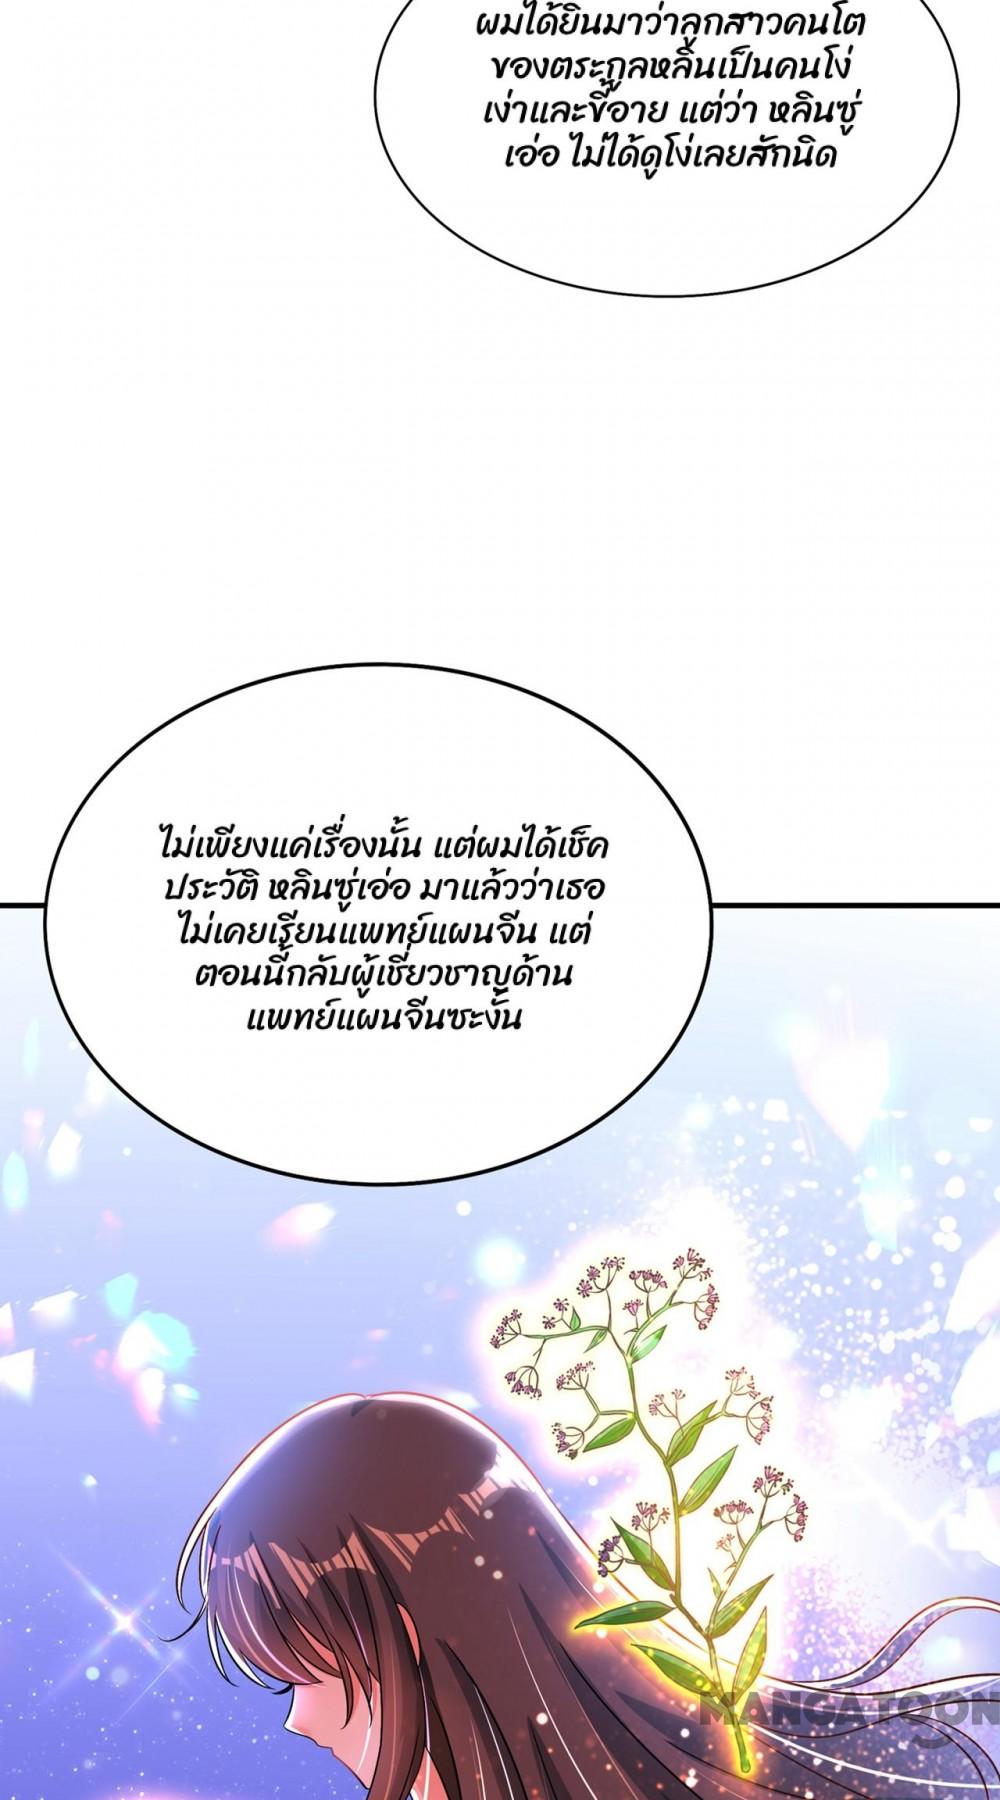 ผมได้ยินมาว่าลูกสาวคนโต
ของตระกูลหลินเป็นคนโง่
เง่าและขี้อาย แต่ว่า หลินซู่
เอ่อ ไม่ได้ดูโง่เลยสักนิด
ไม่เพียงแค่เรื่องนั้น แต่ผมได้เช็ค
ประวัติ หลินซู่เอ่อ มาแล้วว่าเธอ
ไม่เคยเรียนแพทย์แผนจีน แต่
ตอนนี้กลับผู้เชี่ยวชาญด้าน
แพทย์แผนจีนซะงั้น
MANGATOON